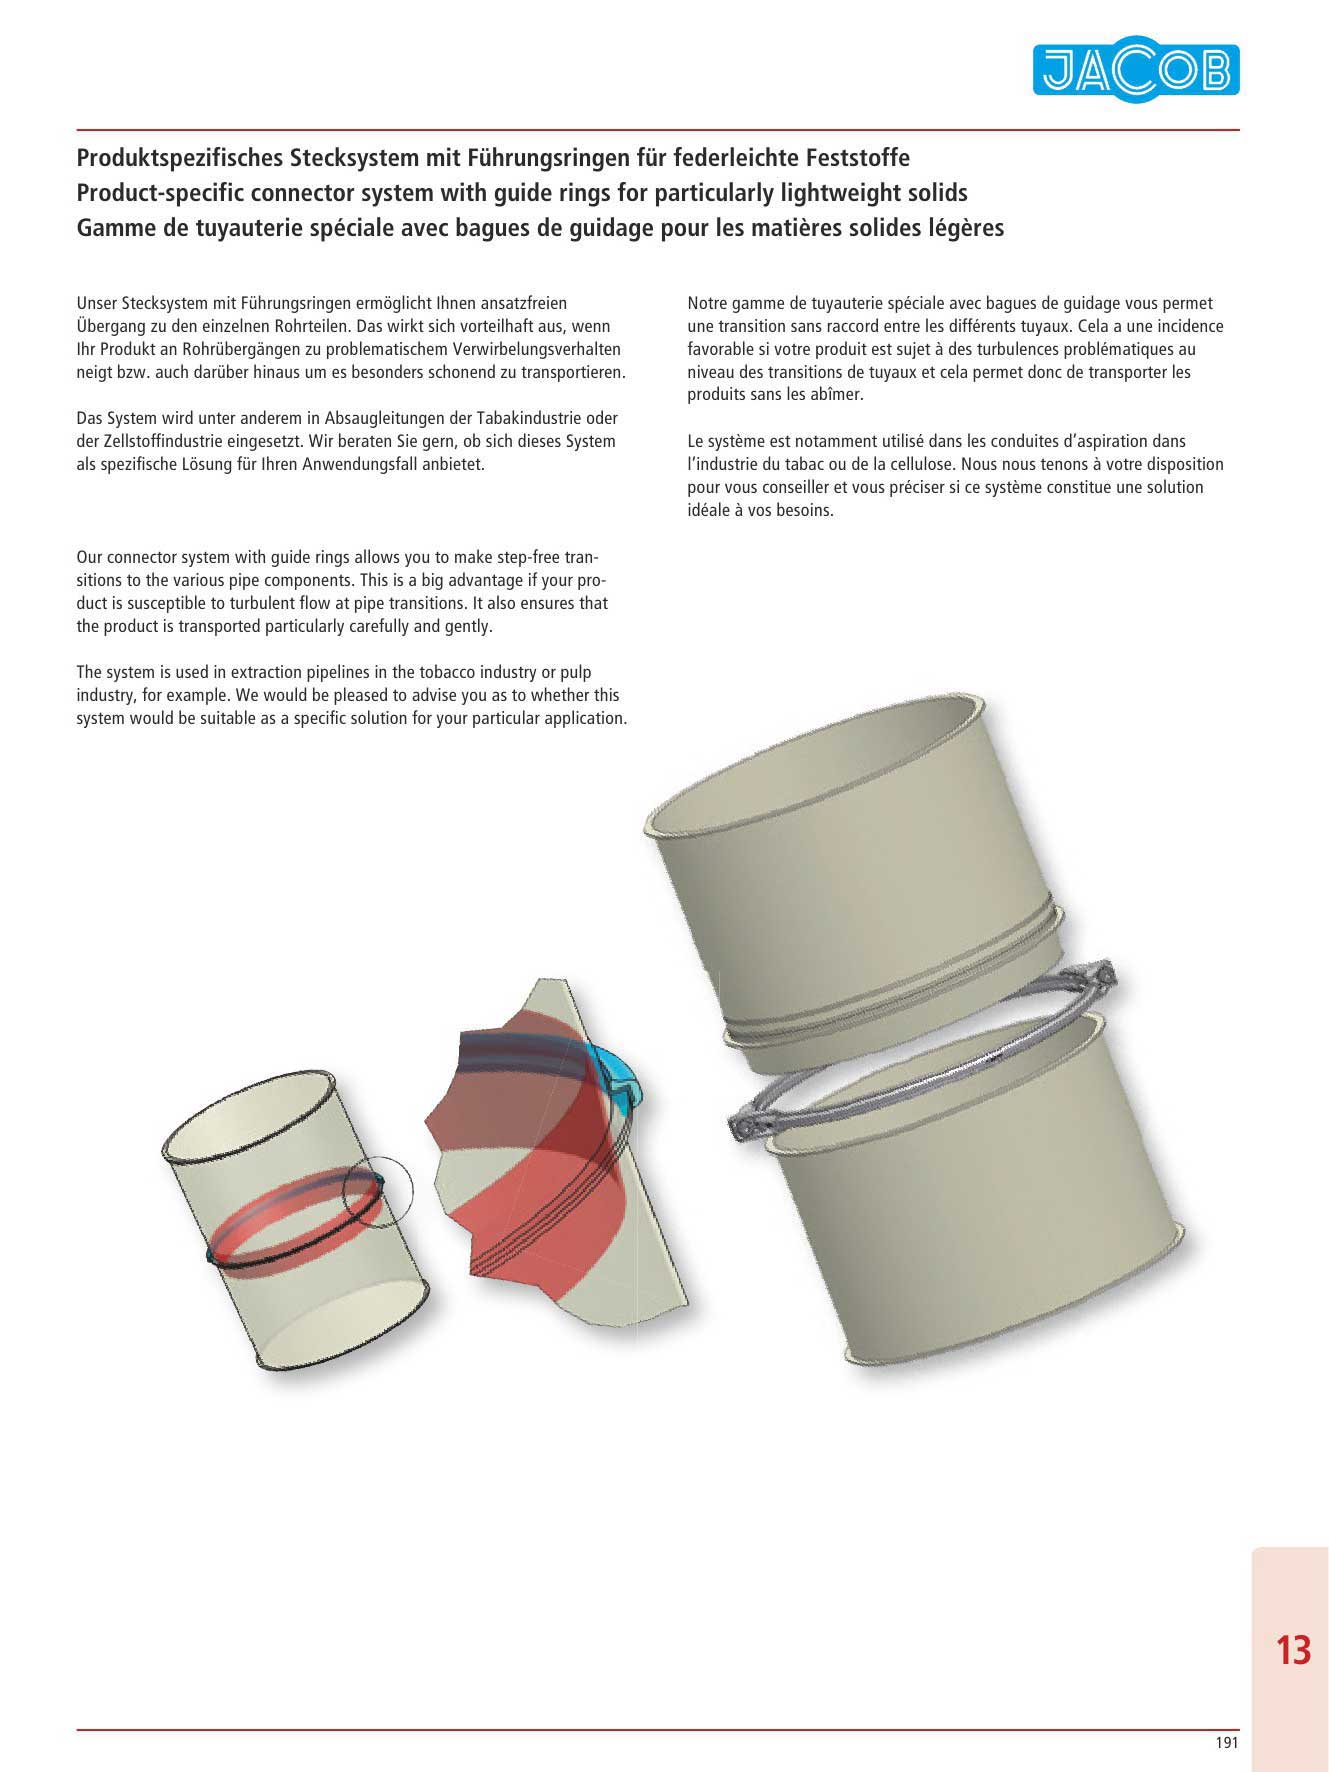 JACOB
Produktspezifisches Stecksystem mit Führungsringen für federleichte Feststoffe
Product-specific connector system with guide rings for particularly lightweight solids
Gamme de tuyauterie spéciale avec bagues de guidage pour les matières solides légères
Unser Stecksystem mit Führungsringen ermöglicht Ihnen ansatzfreien
Übergang zu den einzelnen Rohrteilen. Das wirkt sich vorteilhaft aus, wenn
Ihr Produkt an Rohrübergängen zu problematischem Verwirbelungsverhalten
neigt bzw. auch darüber hinaus um es besonders schonend zu transportieren.
Das System wird unter anderem in Absaugleitungen der Tabakindustrie oder
der Zellstoffindustrie eingesetzt. Wir beraten Sie gern, ob sich dieses System
als spezifische Lösung für Ihren Anwendungsfall anbietet.
Our connector system with guide rings allows you to make step-free tran-
sitions to the various pipe components. This is a big advantage if your pro-
duct is susceptible to turbulent flow at pipe transitions. It also ensures that
the product is transported particularly carefully and gently.
The system is used in extraction pipelines in the tobacco industry or pulp
industry, for example. We would be pleased to advise you as to whether this
system would be suitable as a specific solution for your particular application.
Notre gamme de tuyauterie spéciale avec bagues de guidage vous permet
une transition sans raccord entre les différents tuyaux. Cela a une incidence
favorable si votre produit est sujet à des turbulences problématiques au
niveau des transitions de tuyaux et cela permet donc de transporter les
produits sans les abîmer.
Le système est notamment utilisé dans les conduites d’aspiration dans
l’industrie du tabac ou de la cellulose. Nous nous tenons à votre disposition
pour vous conseiller et vous préciser si ce système constitue une solution
idéale à vos besoins.
13
191